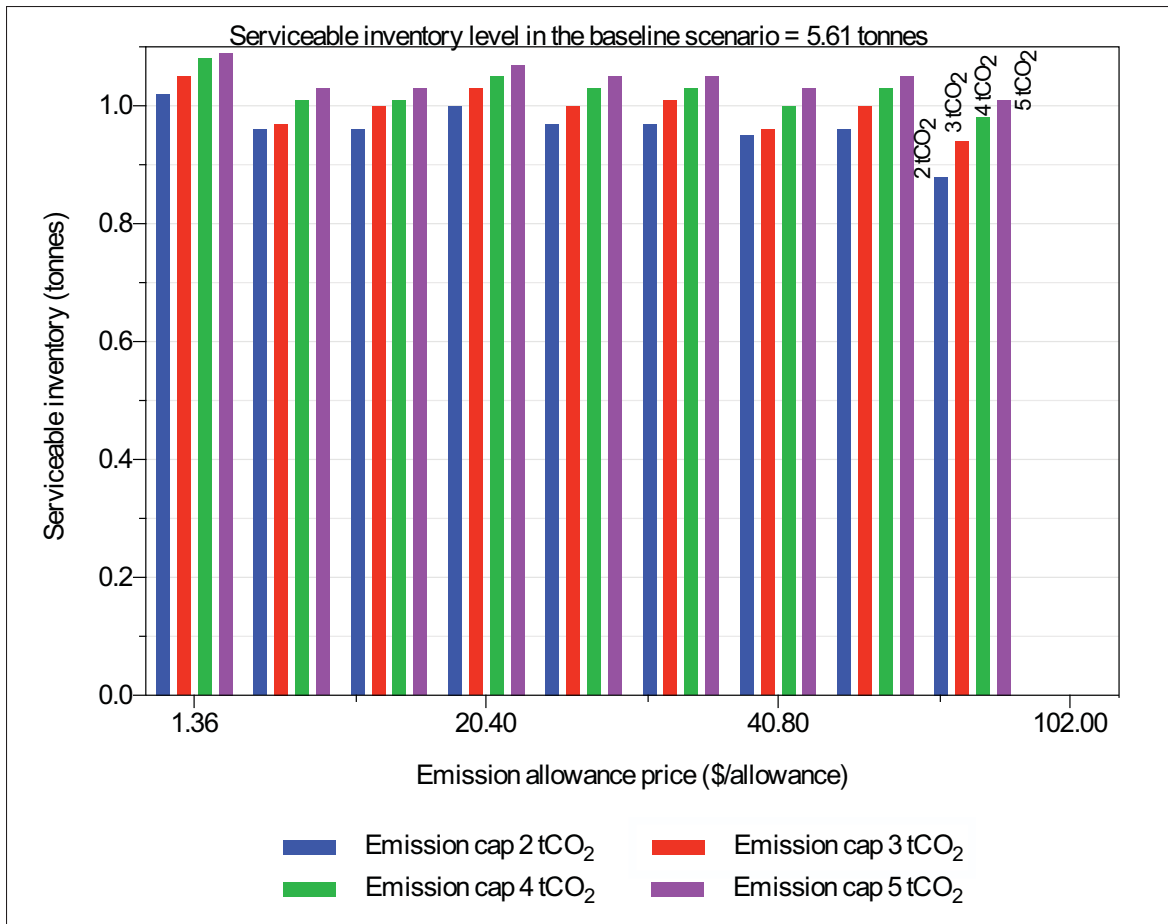 Serviceable inventory level in the baseline scenario = 5.61 tonnes
Serviceable inventory (tonnes)
1.0
0.8
0.6
0.4
0.2
0.0
2 tCO₂
3 tCO₂
4 tCO₂
5 tCO₂
1.36
20.40
40.80
102.00
Emission allowance price ($/allowance)
Emission cap 2 tCO₂
Emission cap 3 tCO₂
Emission cap 4 tCO₂
Emission cap 5 tCO₂